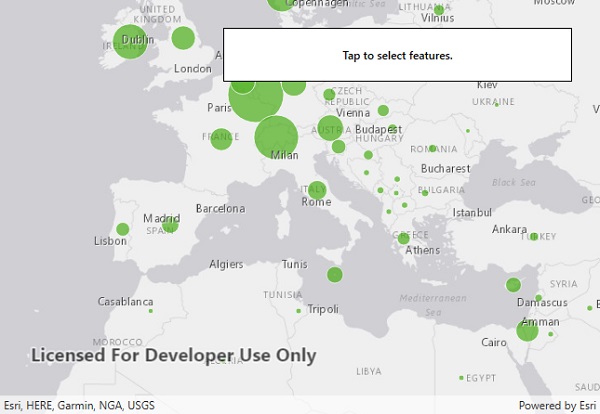 Copenhagen
LITHUANIA
Moscow
Vilnius
UNITED
KINGDOM
Dublin
IRELAND
London
Tap to select features.
Kiev
UKRAINE
CZECH
REPUBLIC
Paris
Vienna
AUSTRIA
Budapest
HUNGARY
FRANCE
ROMANIA
Milan
Bucharest
ITALY
Rome
BULGARIA
Black Sea
Barcelona
Istanbul
Madrid
SPAIN
Lisbon
Ankara
TURKEY
GREECE
Athens
Algiers
Tunis
SYRIA
TUNISIA
Mediterranean
Sea
Damascus
Casablanca
Tripoli
Amman
MOROCCO
Cairo
Licensed For Developer Use Only
LIBYA
EGYPT
SAUD
Esri, HERE, Garmin, NGA, USGS
Powered by Esri